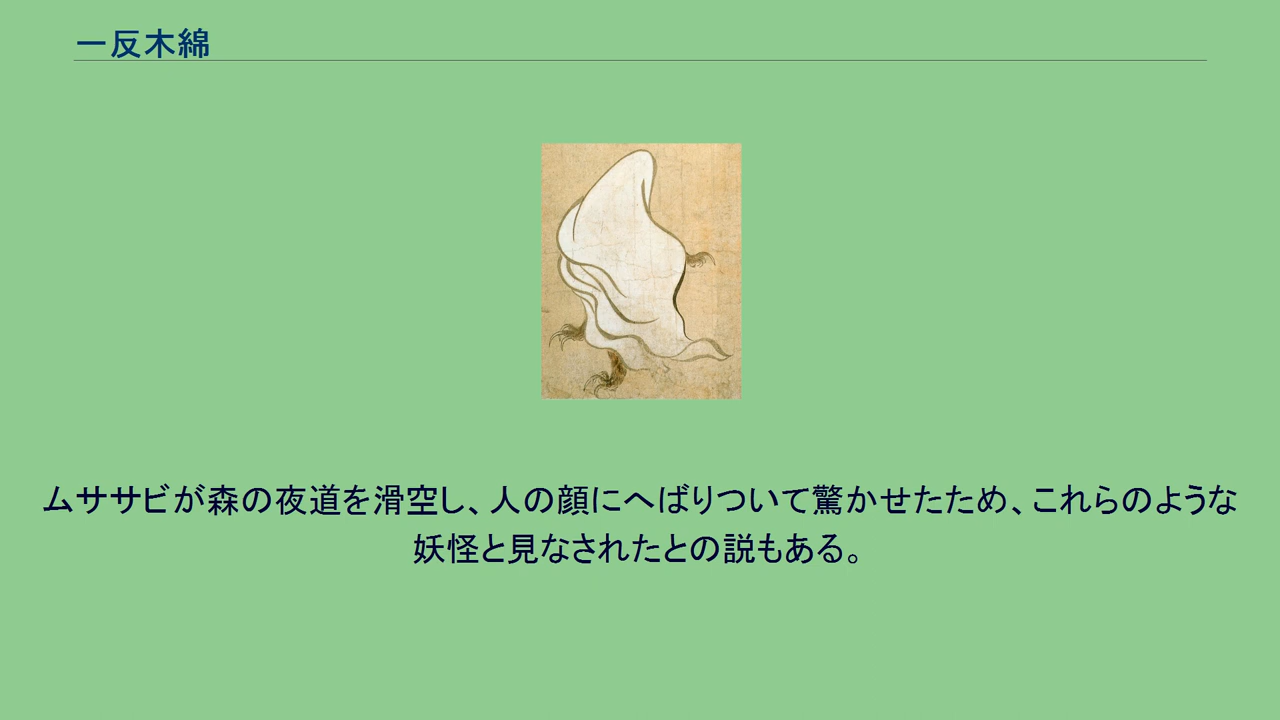 一反木綿
ムササビが森の夜道を滑空し、人の顔にへばりついて驚かせたため、これらのような
妖怪と見なされたとの説もある。